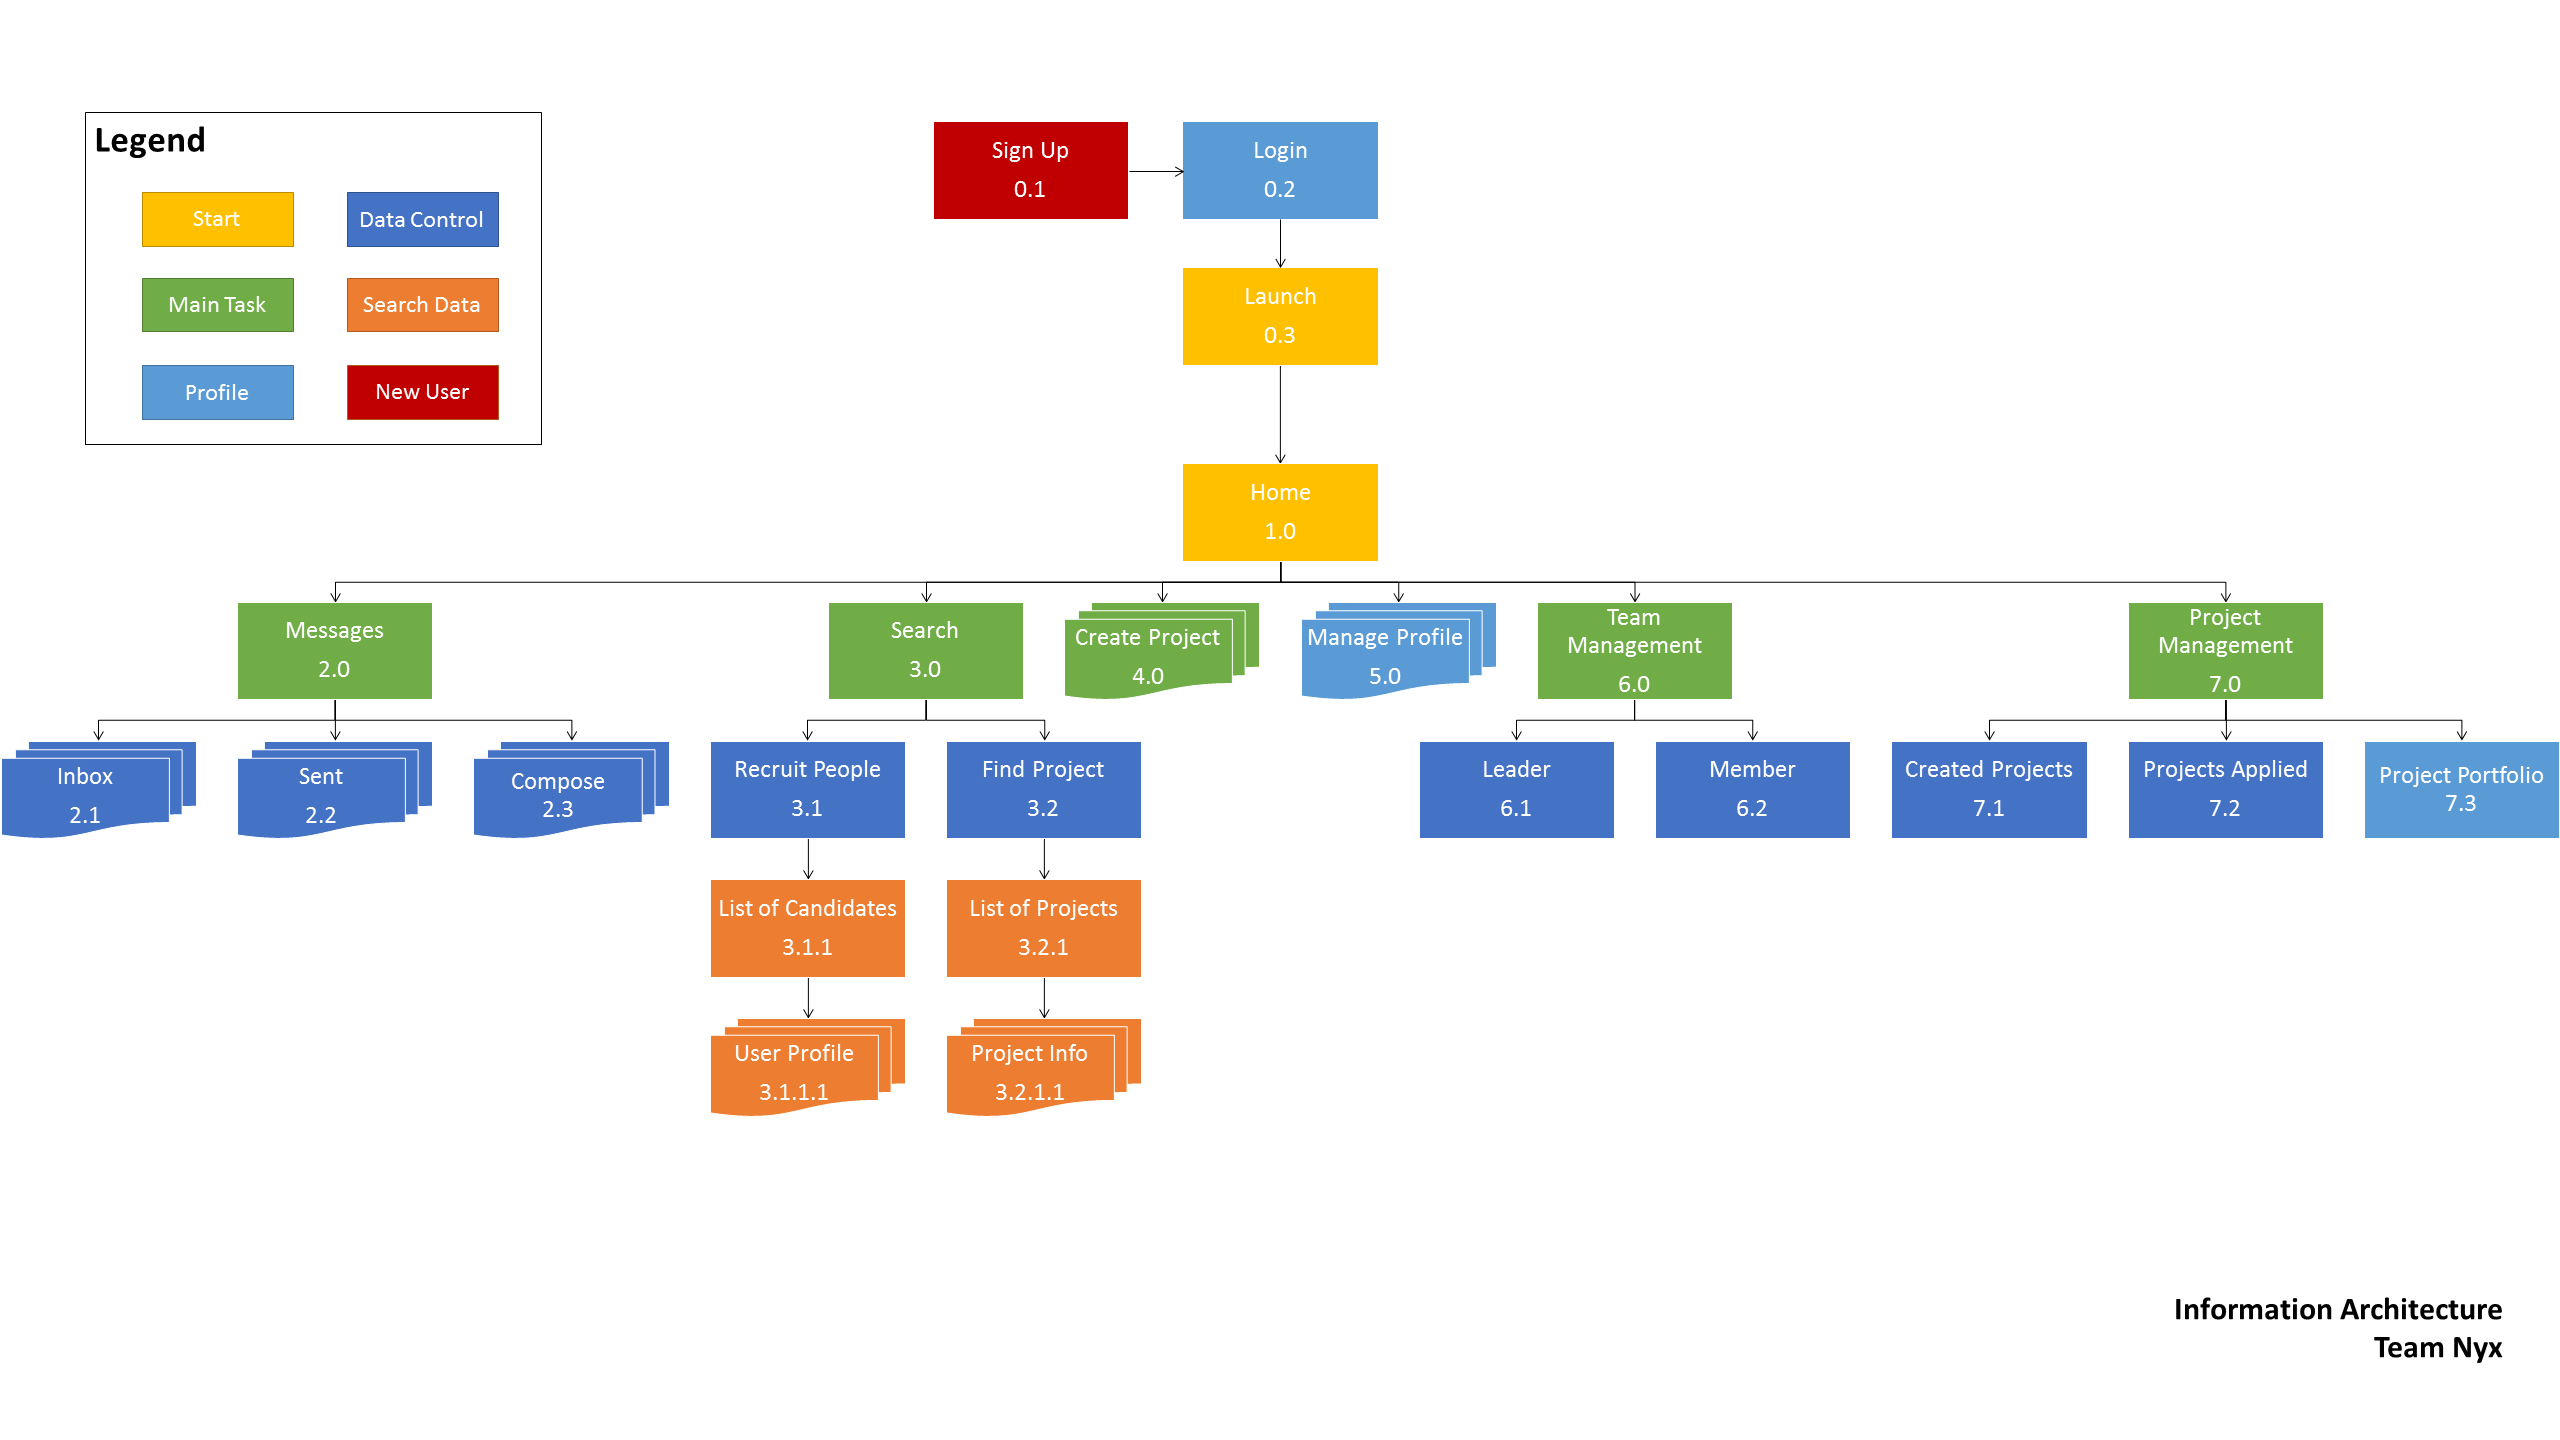 Legend
Start
Data Control
Main Task
Search Data
Profile
New User
Sign Up
0.1
Login
0.2
Launch
0.3
Home
1.0
Messages
2.0
Search
3.0
Create Project
4.0
Manage Profile
5.0
Team
Management
6.0
Project
Management
7.0
Inbox
2.1
Sent
2.2
Compose
2.3
Recruit People
3.1
Find Project
3.2
Leader
6.1
Member
6.2
Created Projects
7.1
Projects Applied
7.2
Project Portfolio
7.3
List of Candidates
3.1.1
List of Projects
3.2.1
User Profile
3.1.1.1
Project Info
3.2.1.1
Information Architecture
Team Nyx